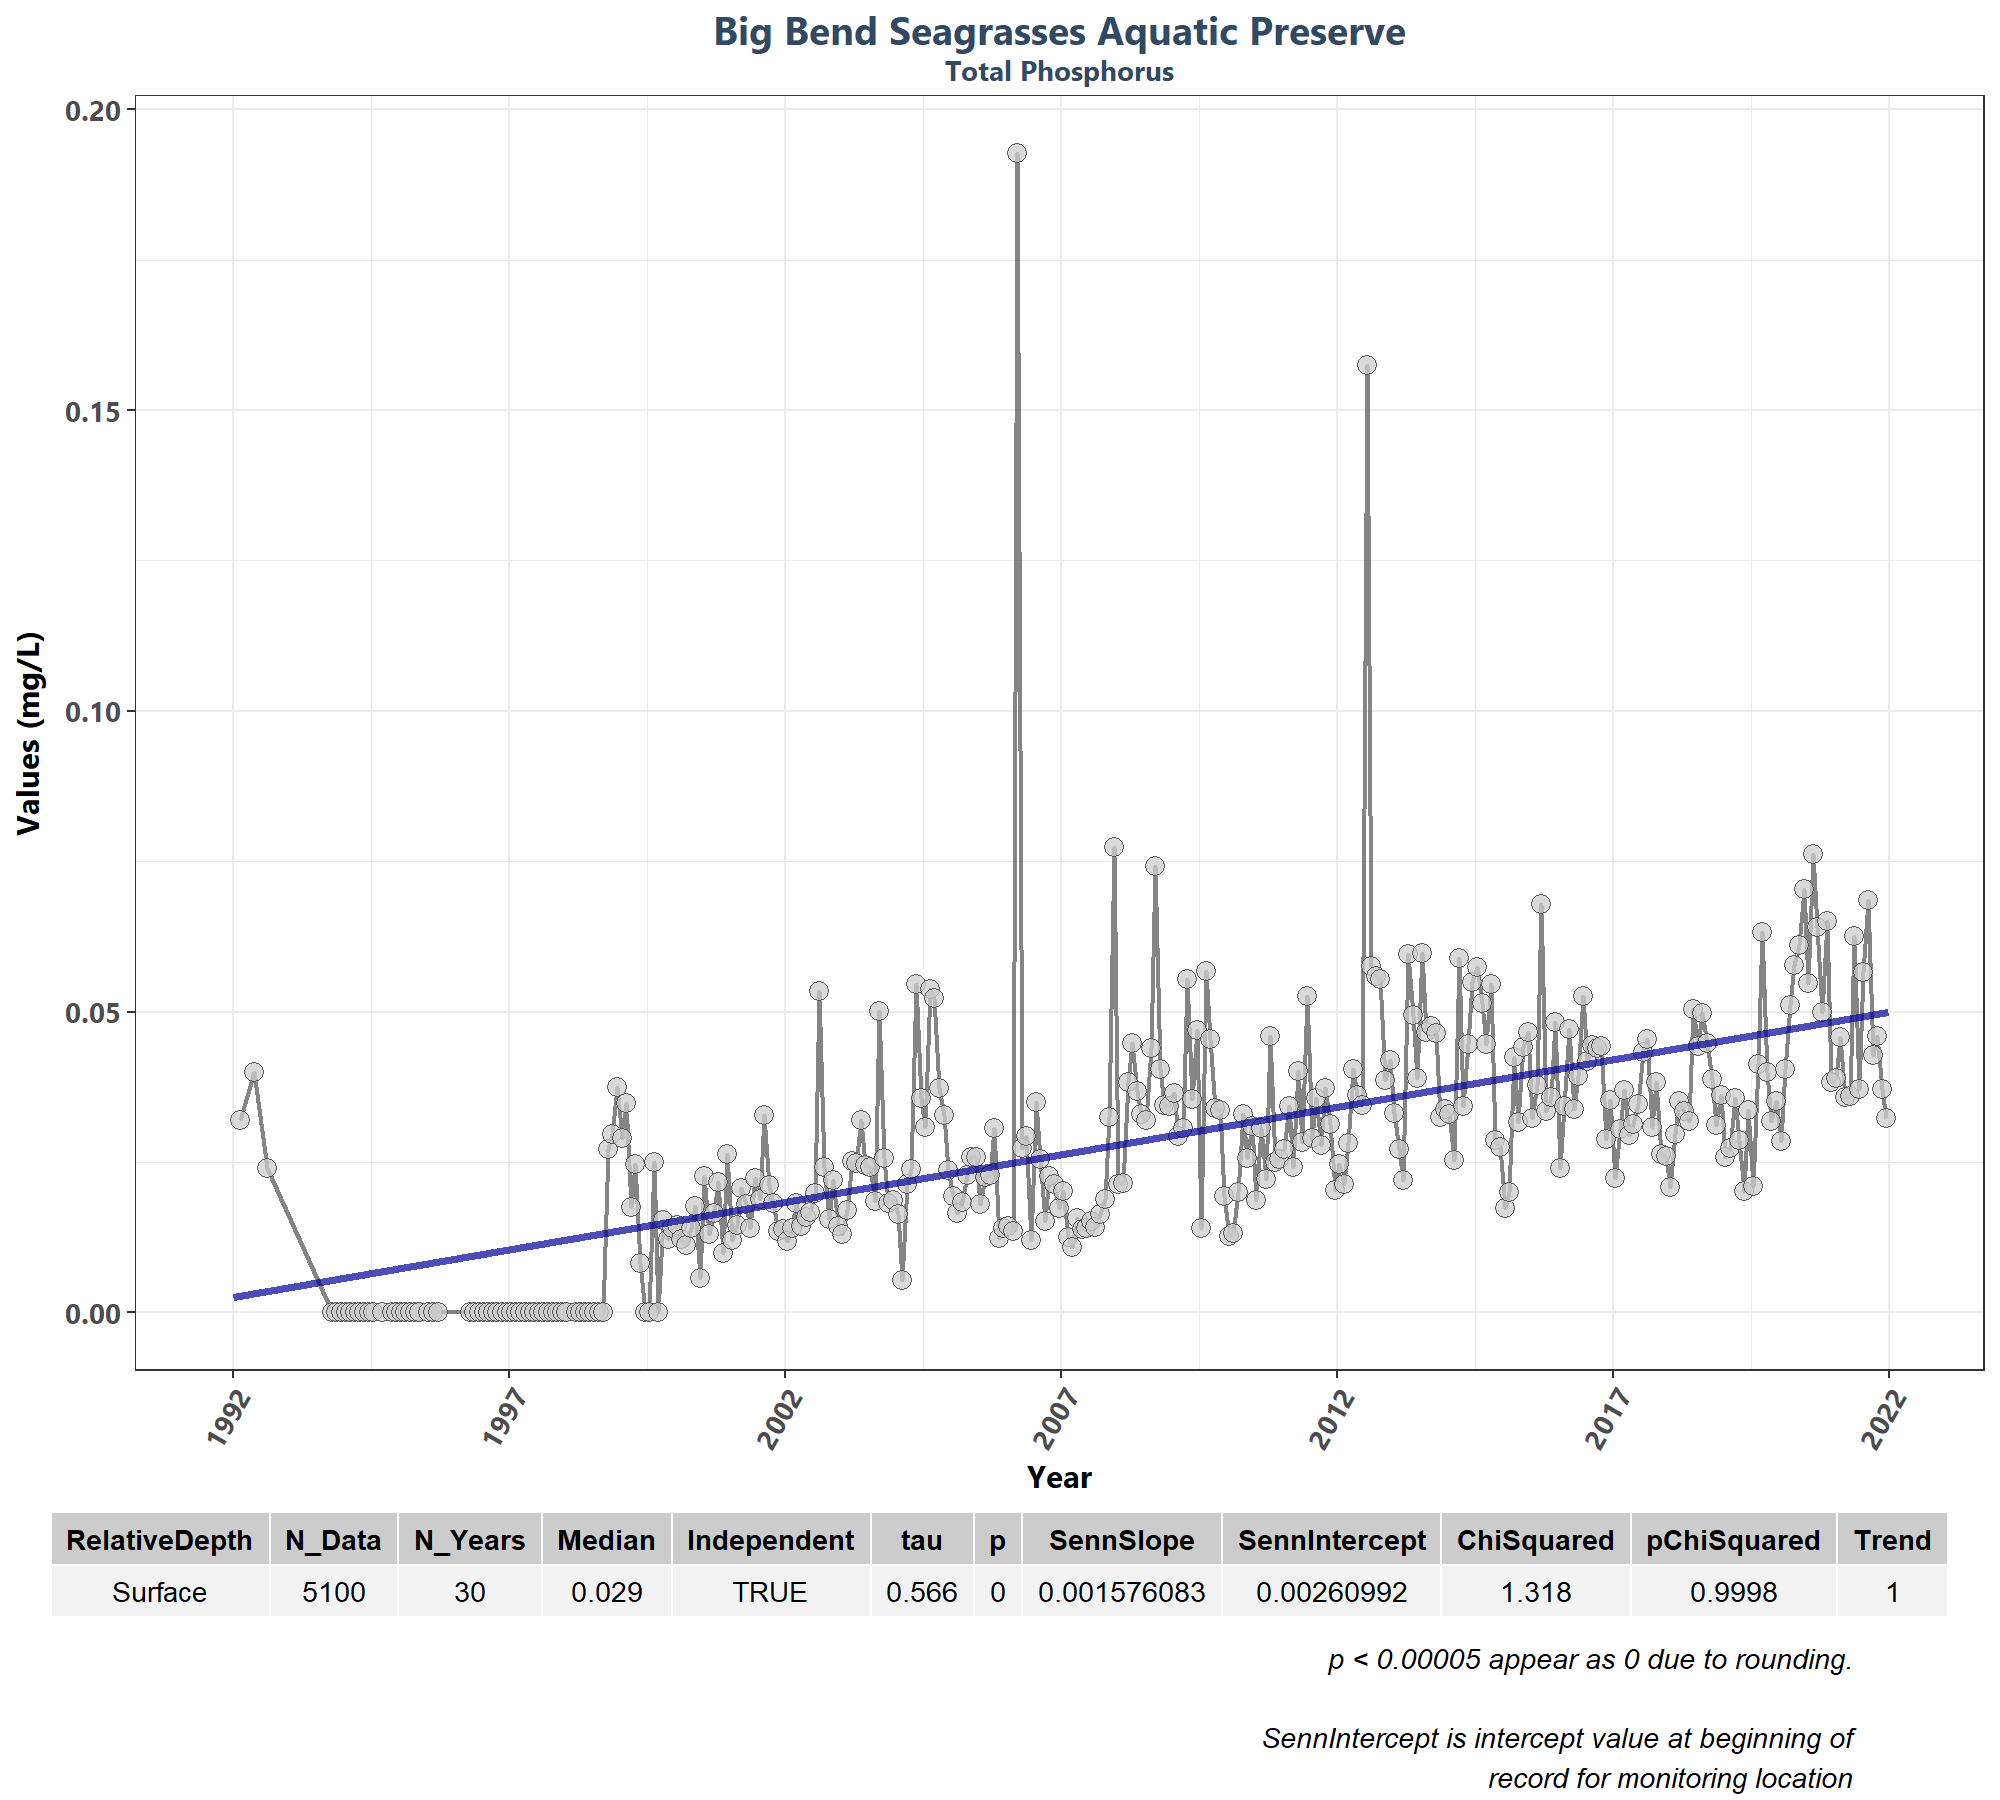 Big Bend Seagrasses Aquatic Preserve
Total Phosphorus
0.20
0.15
0.10
0.05
0.00
Values (mg/L)
1992 1997 2002 2007 2012 2017 2022
Year
RelativeDepth N_Data N_Years Median Independent tau p SennSlope SennIntercept ChiSquared pChiSquared Trend
Surface 5100 30 0.029 TRUE 0.566 0 0.001576083 0.00260992 1.318 0.9998 1
p < 0.00005 appear as 0 due to rounding.
SennIntercept is intercept value at beginning of
record for monitoring location